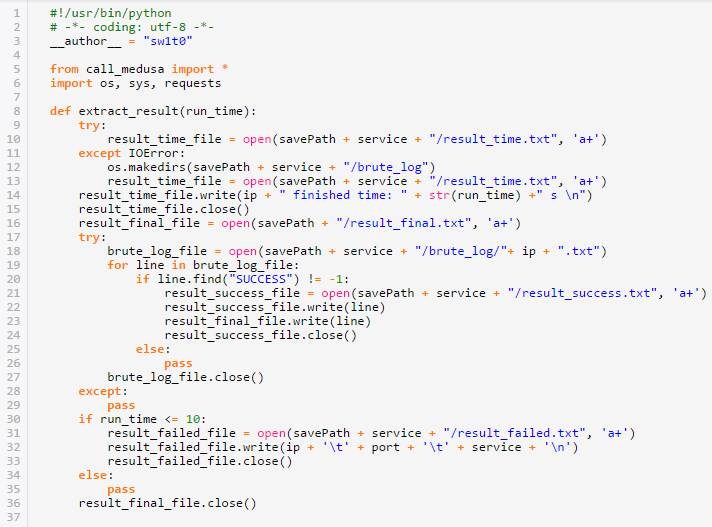 1 #!/usr/bin/python
2 # -*- coding: utf-8 -*-
3 __author__ = "sw1t0"
4
5 from call_medusa import *
6 import os, sys, requests
7
8 def extract_result(run_time):
9     try:
10         result_time_file = open(savePath + service + "/result_time.txt", 'a+')
11     except IOError:
12         os.makedirs(savePath + service + "/brute_log")
13         result_time_file = open(savePath + service + "/result_time.txt", 'a+')
14     result_time_file.write(ip + " finished time: " + str(run_time) +" s \n")
15     result_time_file.close()
16     result_final_file = open(savePath + "/result_final.txt", 'a+')
17     try:
18         brute_log_file = open(savePath + service + "/brute_log/"+ ip + ".txt")
19         for line in brute_log_file:
20             if line.find("SUCCESS") != -1:
21                 result_success_file = open(savePath + service + "/result_success.txt", 'a+')
22                 result_success_file.write(line)
23                 result_final_file.write(line)
24                 result_success_file.close()
25             else:
26                 pass
27         brute_log_file.close()
28     except:
29         pass
30     if run_time <= 10:
31         result_failed_file = open(savePath + service + "/result_failed.txt", 'a+')
32         result_failed_file.write(ip + '\t' + port + '\t' + service + '\n')
33         result_failed_file.close()
34     else:
35         pass
36     result_final_file.close()
37